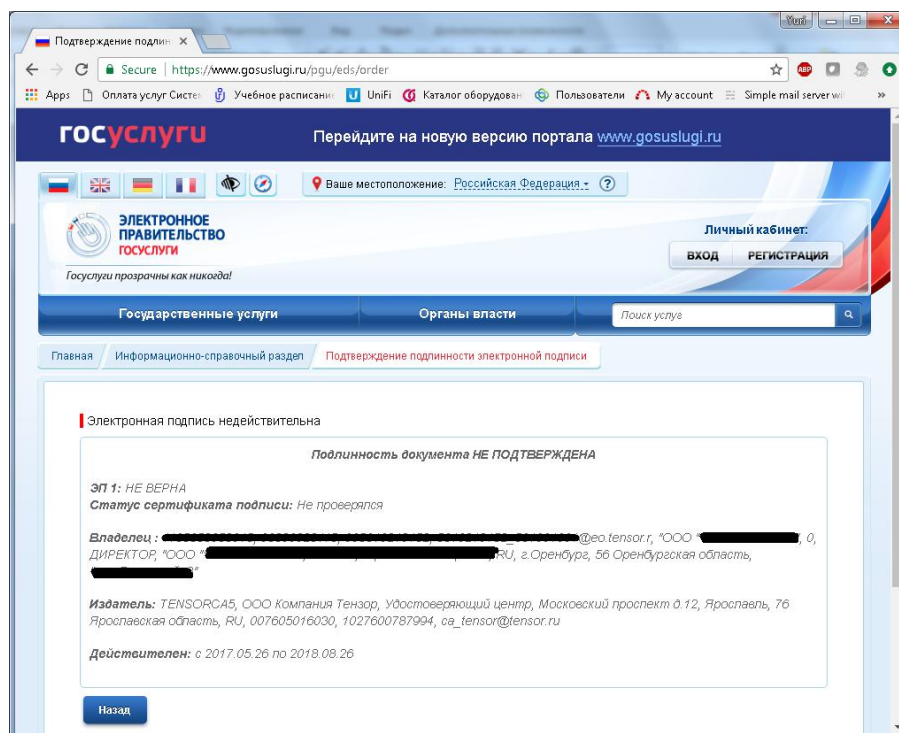 Yuri
Подтверждение подлин
Secure | https://www.gosuslugi.ru/pgu/eds/order
ABP
Apps Оплата услуг Систе Учебное расписание UniFi Каталог оборудован Пользователи My account Simple mail server wi »
госуслуги Перейдите на новую версию портала www.gosuslugi.ru
Ваше местоположение: Российская Федерация ?
ЭЛЕКТРОННОЕ
ПРАВИТЕЛЬСТВО
ГОСУСЛУГИ
Госуслуги прозрачны как никогда!
Личный кабинет:
ВХОД РЕГИСТРАЦИЯ
Государственные услуги Органы власти Поиск услуг
Главная Информационно-справочный раздел Подтверждение подлинности электронной подписи
Электронная подпись недействительна
Подлинность документа НЕ ПОДТВЕРЖДЕНА
ЭП 1: НЕ ВЕРНА
Статус сертификата подписи: Не проверялся
Владелец : @eo.tensor.r, "ООО " , 0,
ДИРЕКТОР, "ООО " RU, г.Оренбург, 56 Оренбургская область,
"
Издатель: TENSORCA5, ООО Компания Тензор, Удостоверяющий центр, Московский проспект д.12, Ярославль, 76
Ярославская область, RU, 007605016030, 1027600787994, ca_tensor@tensor.ru
Действителен: с 2017.05.26 по 2018.08.26
Назад